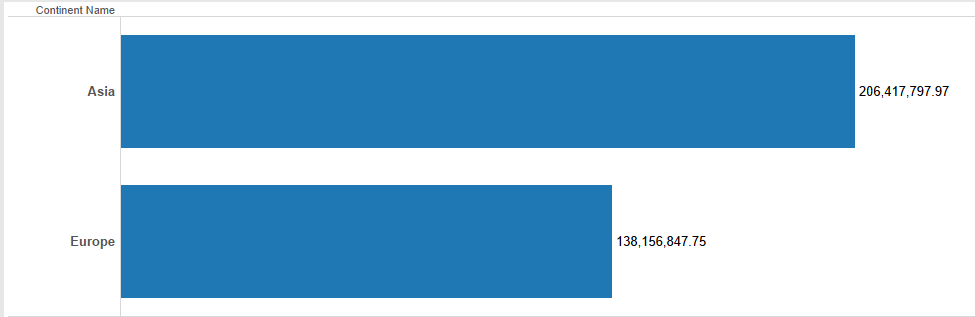 Continent Name
Asia 206,417,797.97
Europe 138,156,847.75